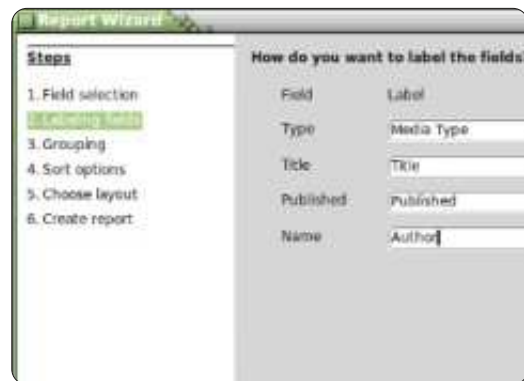 Report Wizard
Steps
1. Field selection
2. Labeling fields
3. Grouping
4. Sort options
5. Choose layout
6. Create report
How do you want to label the fields?
Field Label
Type Media Type
Title Title
Published Published
Name Author